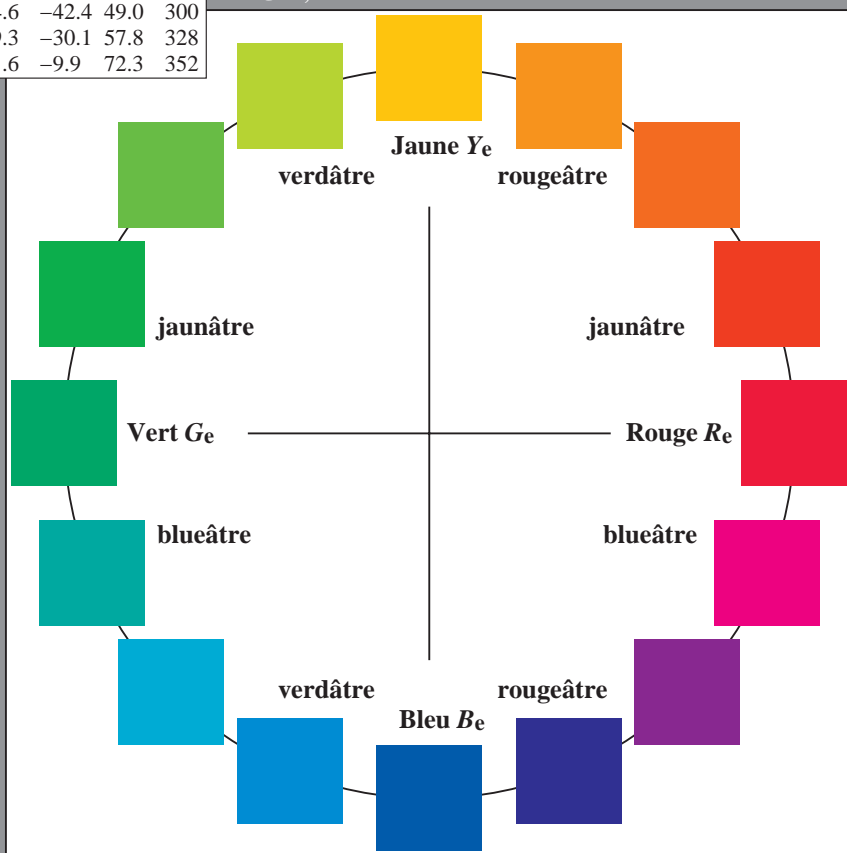 −42.4 49.0 300
−30.1 57.8 328
−9.9 72.3 352
Jaune Ye
verdâtre rougeâtre
jaunâtre jaunâtre
Vert Ge Rouge Re
blueâtre blueâtre
verdâtre rougeâtre
Bleu Be